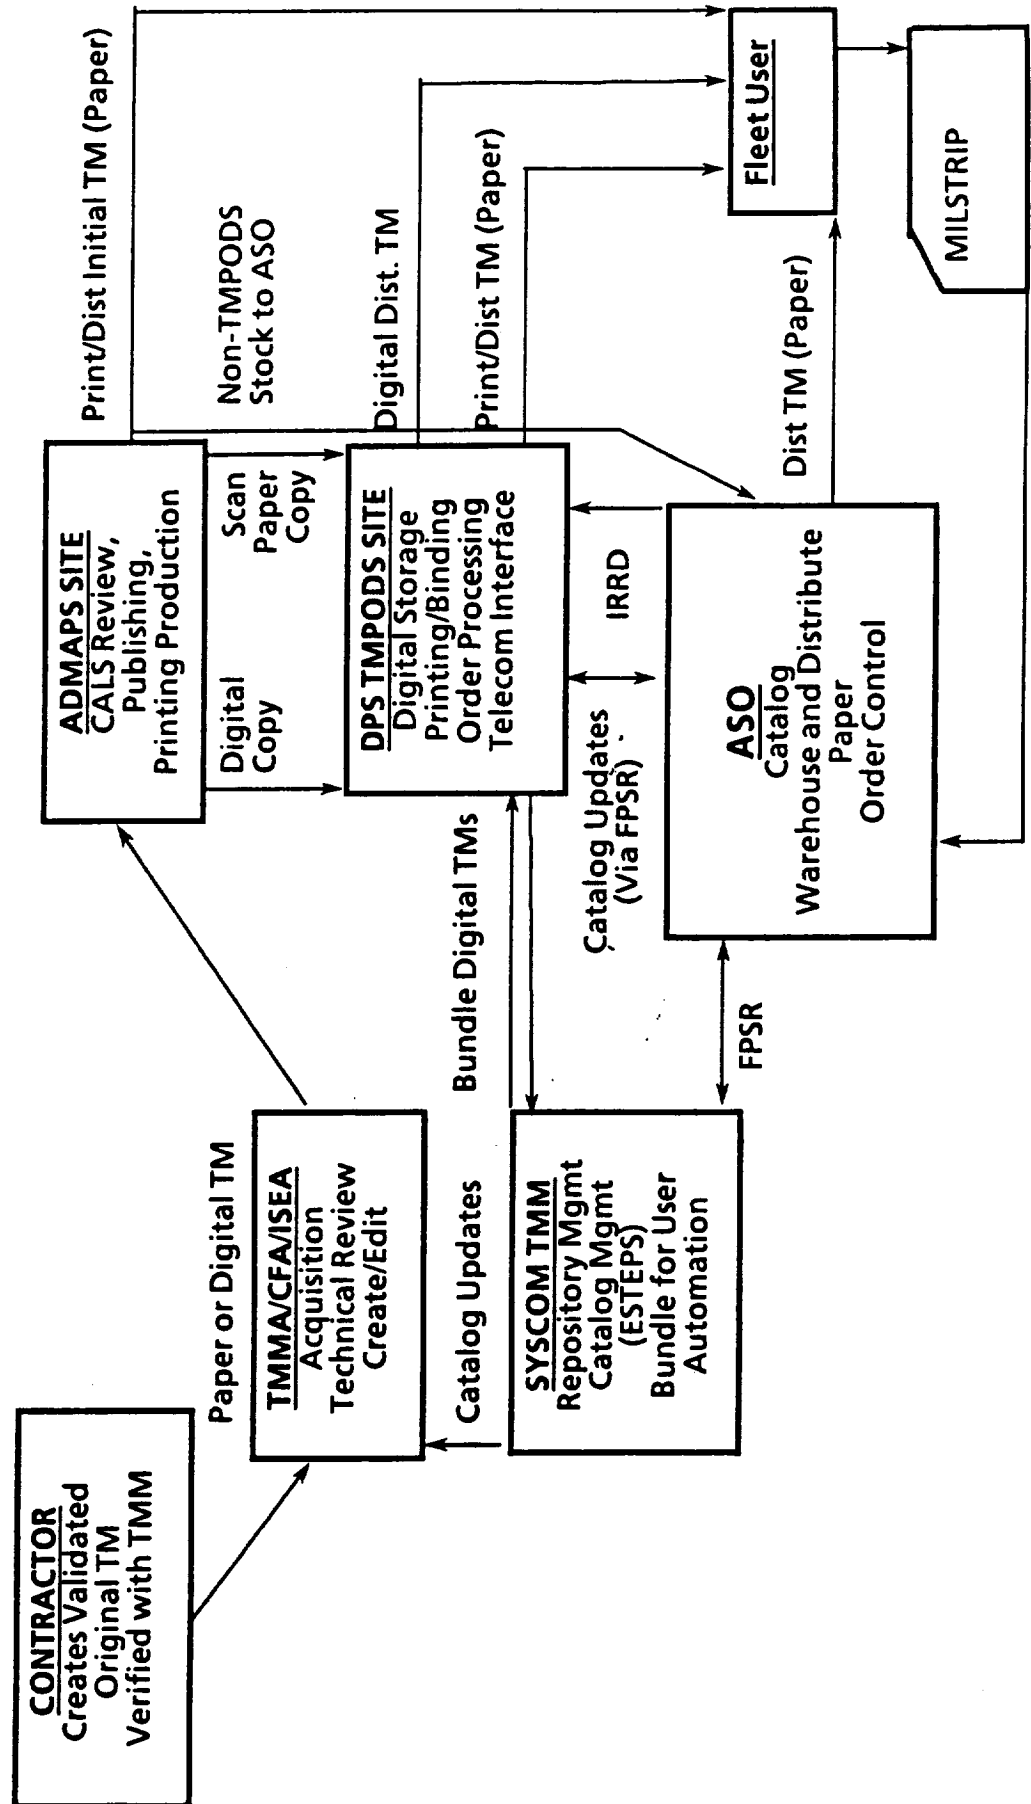 CONTRACTOR
Creates Validated
Original TM
Verified with TMM
Paper or Digital TM
TMMA/CFA/ISEA
Acquisition
Technical Review
Create/Edit
Catalog Updates
SYSCOM TMM
Repository Mgmt
Catalog Mgmt
(ESTEPS)
Bundle for User
Automation
ADMAPS SITE
CALS Review,
Publishing,
Printing Production
Digital
Copy
Scan
Paper
Copy
Bundle Digital TMs
DPS TMPODS SITE
Digital Storage
Printing/Binding
Order Processing
Telecom Interface
Catalog Updates
(Via FPSR)
IRRD
FPSR
ASO
Catalog
Warehouse and Distribute
Paper
Order Control
Print/Dist Initial TM (Paper)
Non-TMPODS
Stock to ASO
Digital Dist. TM
Print/Dist TM (Paper)
Dist TM (Paper)
Fleet User
MILSTRIP